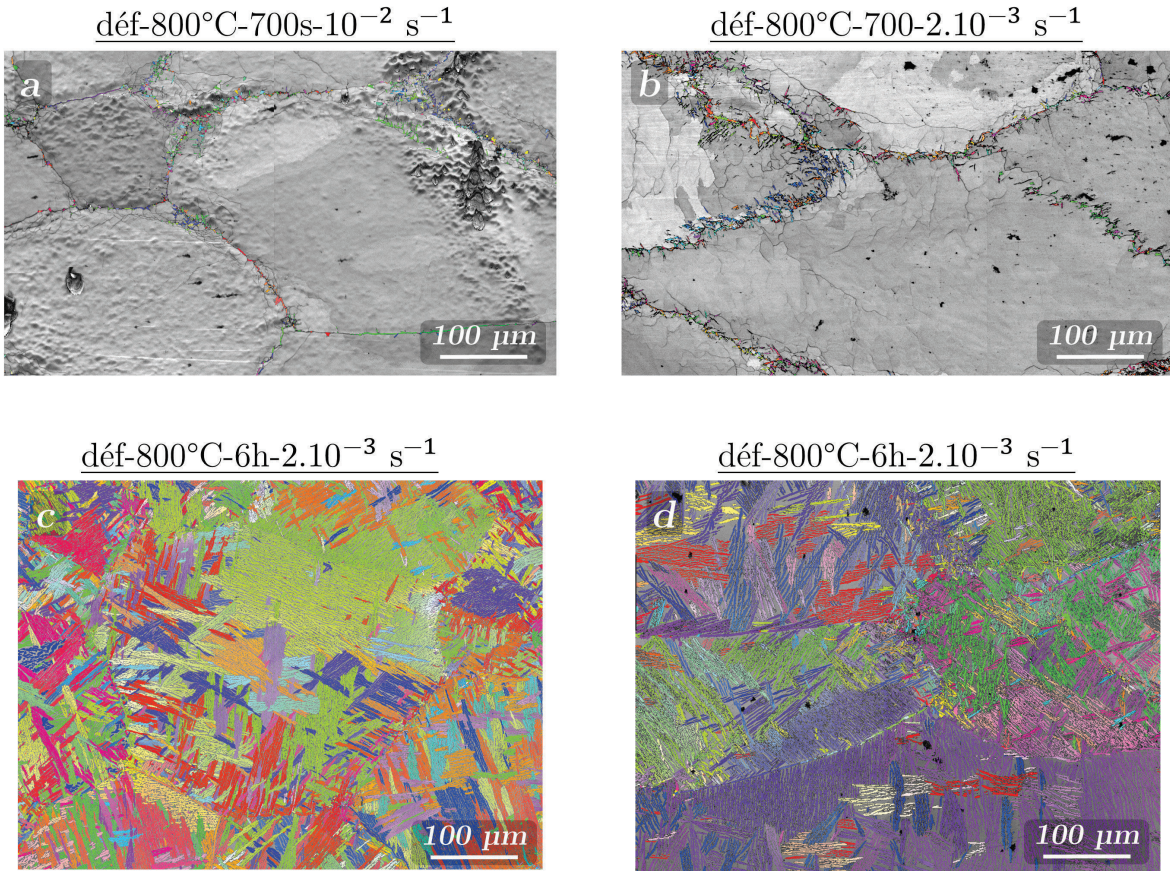 déf-800°C-700s-10⁻² s⁻¹
déf-800°C-700-2.10⁻³ s⁻¹
a
b
100 µm
100 µm
déf-800°C-6h-2.10⁻³ s⁻¹
déf-800°C-6h-2.10⁻³ s⁻¹
c
d
100 µm
100 µm